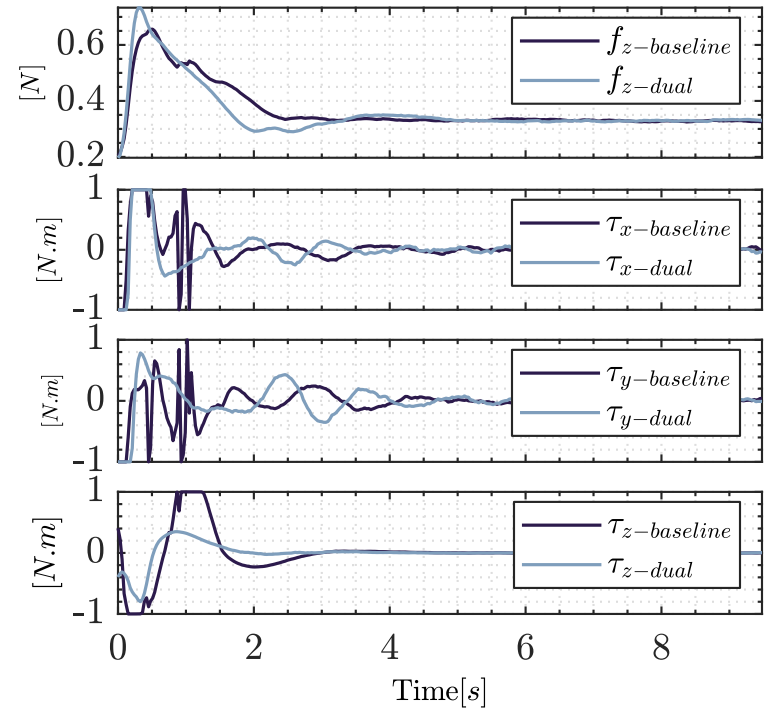 0.6
0.4
0.2
[N]
f_{z-baseline}
f_{z-dual}
1
0
-1
[N.m]
τ_{x-baseline}
τ_{x-dual}
1
0
-1
[N.m]
τ_{y-baseline}
τ_{y-dual}
1
0
-1
[N.m]
τ_{z-baseline}
τ_{z-dual}
0 2 4 6 8
Time[s]